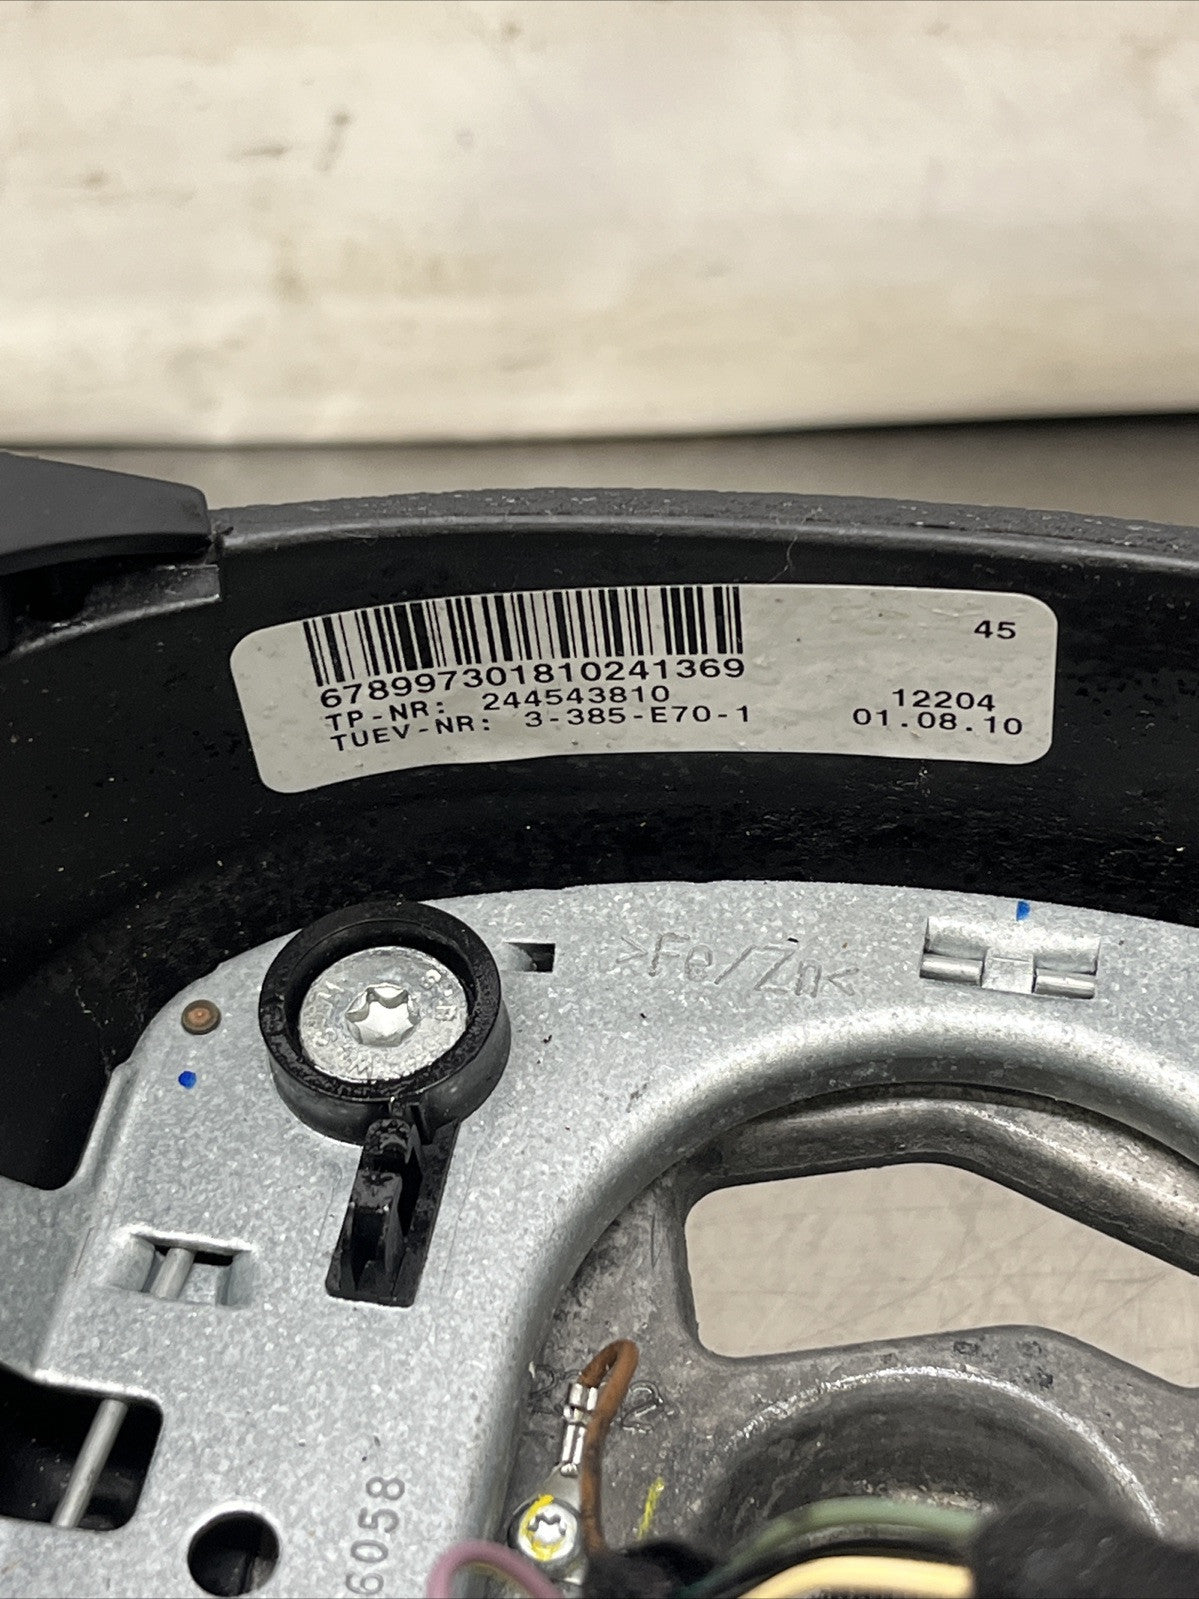 45
678997301810241369
TP-NR: 244543810
12204
TUEV-NR: 3-385-E70-1
01.08.10
>Fe/Zn<
6058